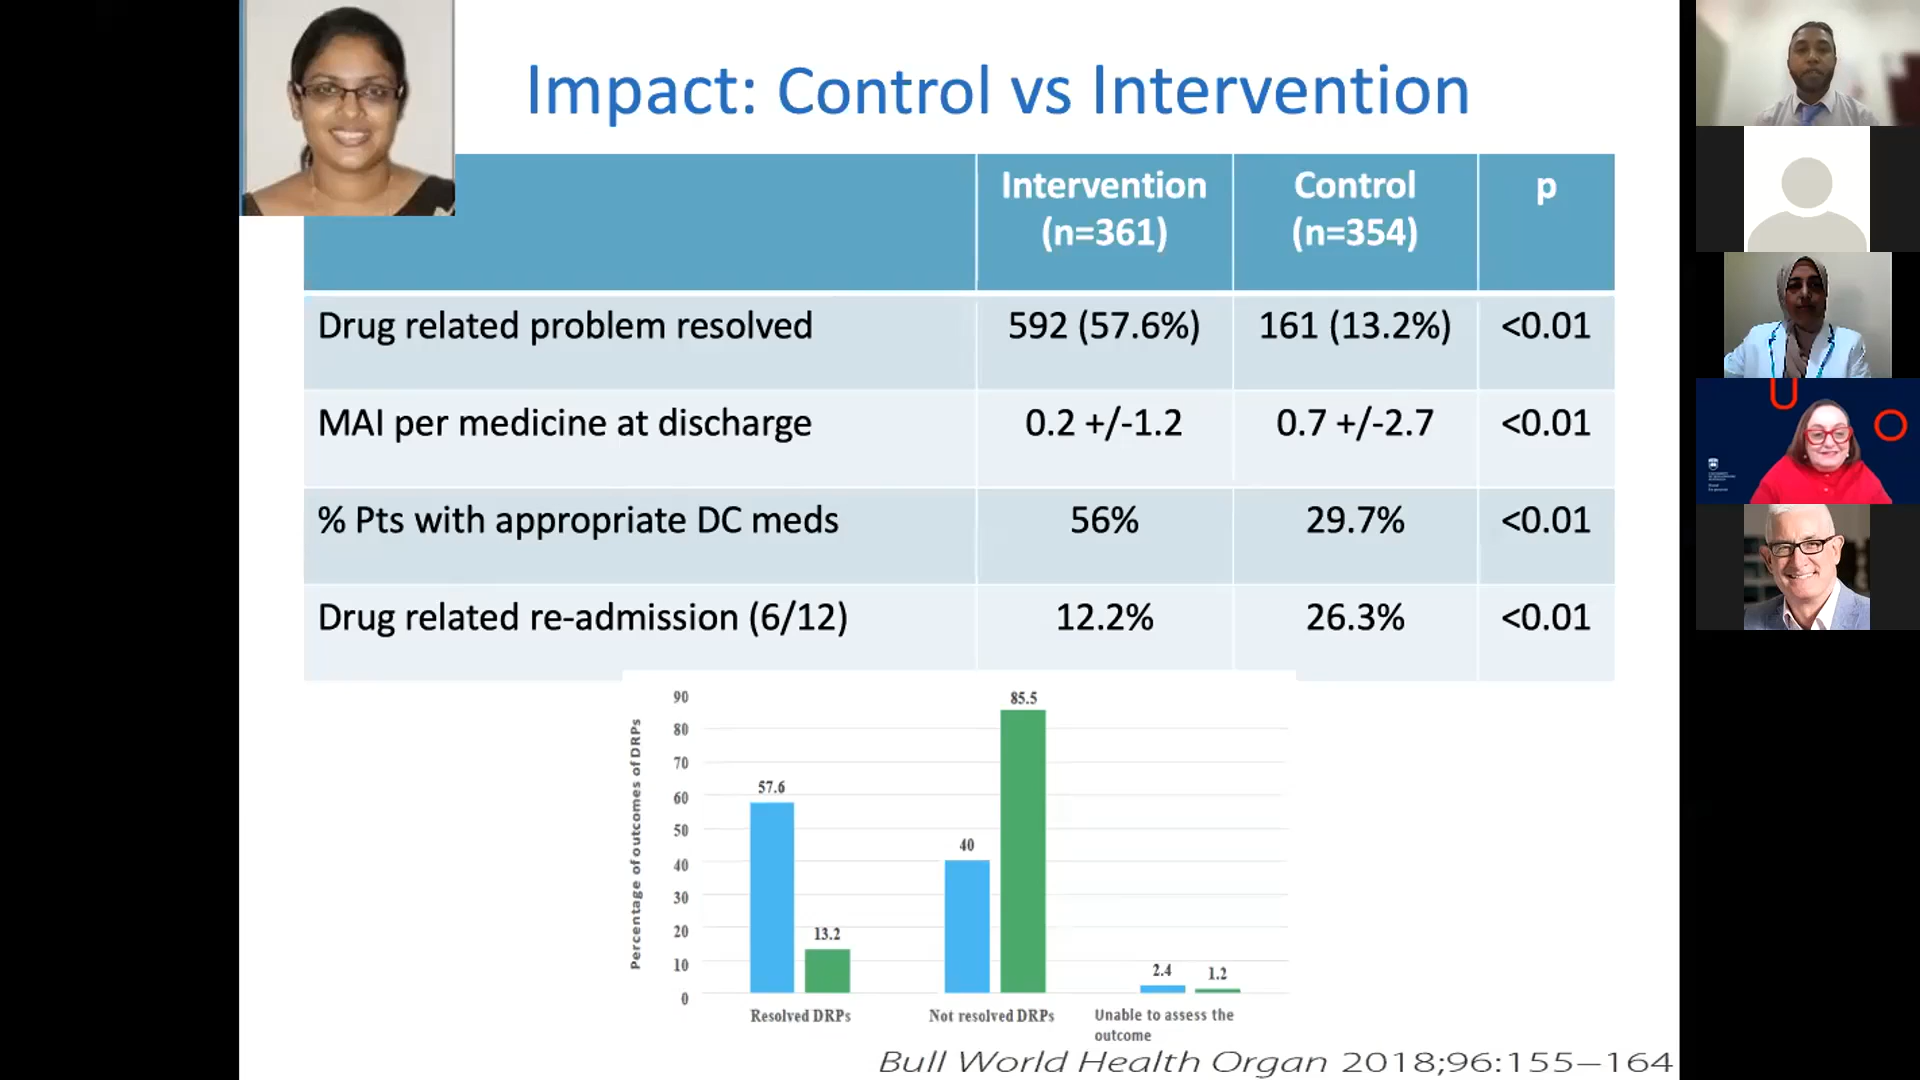 Impact: Control vs Intervention
Intervention (n=361)
Control (n=354)
p
Drug related problem resolved 592 (57.6%) 161 (13.2%) <0.01
MAI per medicine at discharge 0.2 +/-1.2 0.7 +/-2.7 <0.01
% Pts with appropriate DC meds 56% 29.7% <0.01
Drug related re-admission (6/12) 12.2% 26.3% <0.01
Percentage of outcomes of DRPs
90
80
70
60
50
40
30
20
10
0
57.6
13.2
40
85.5
2.4
1.2
Resolved DRPs
Not resolved DRPs
Unable to assess the
outcome
Bull World Health Organ 2018;96:155–164